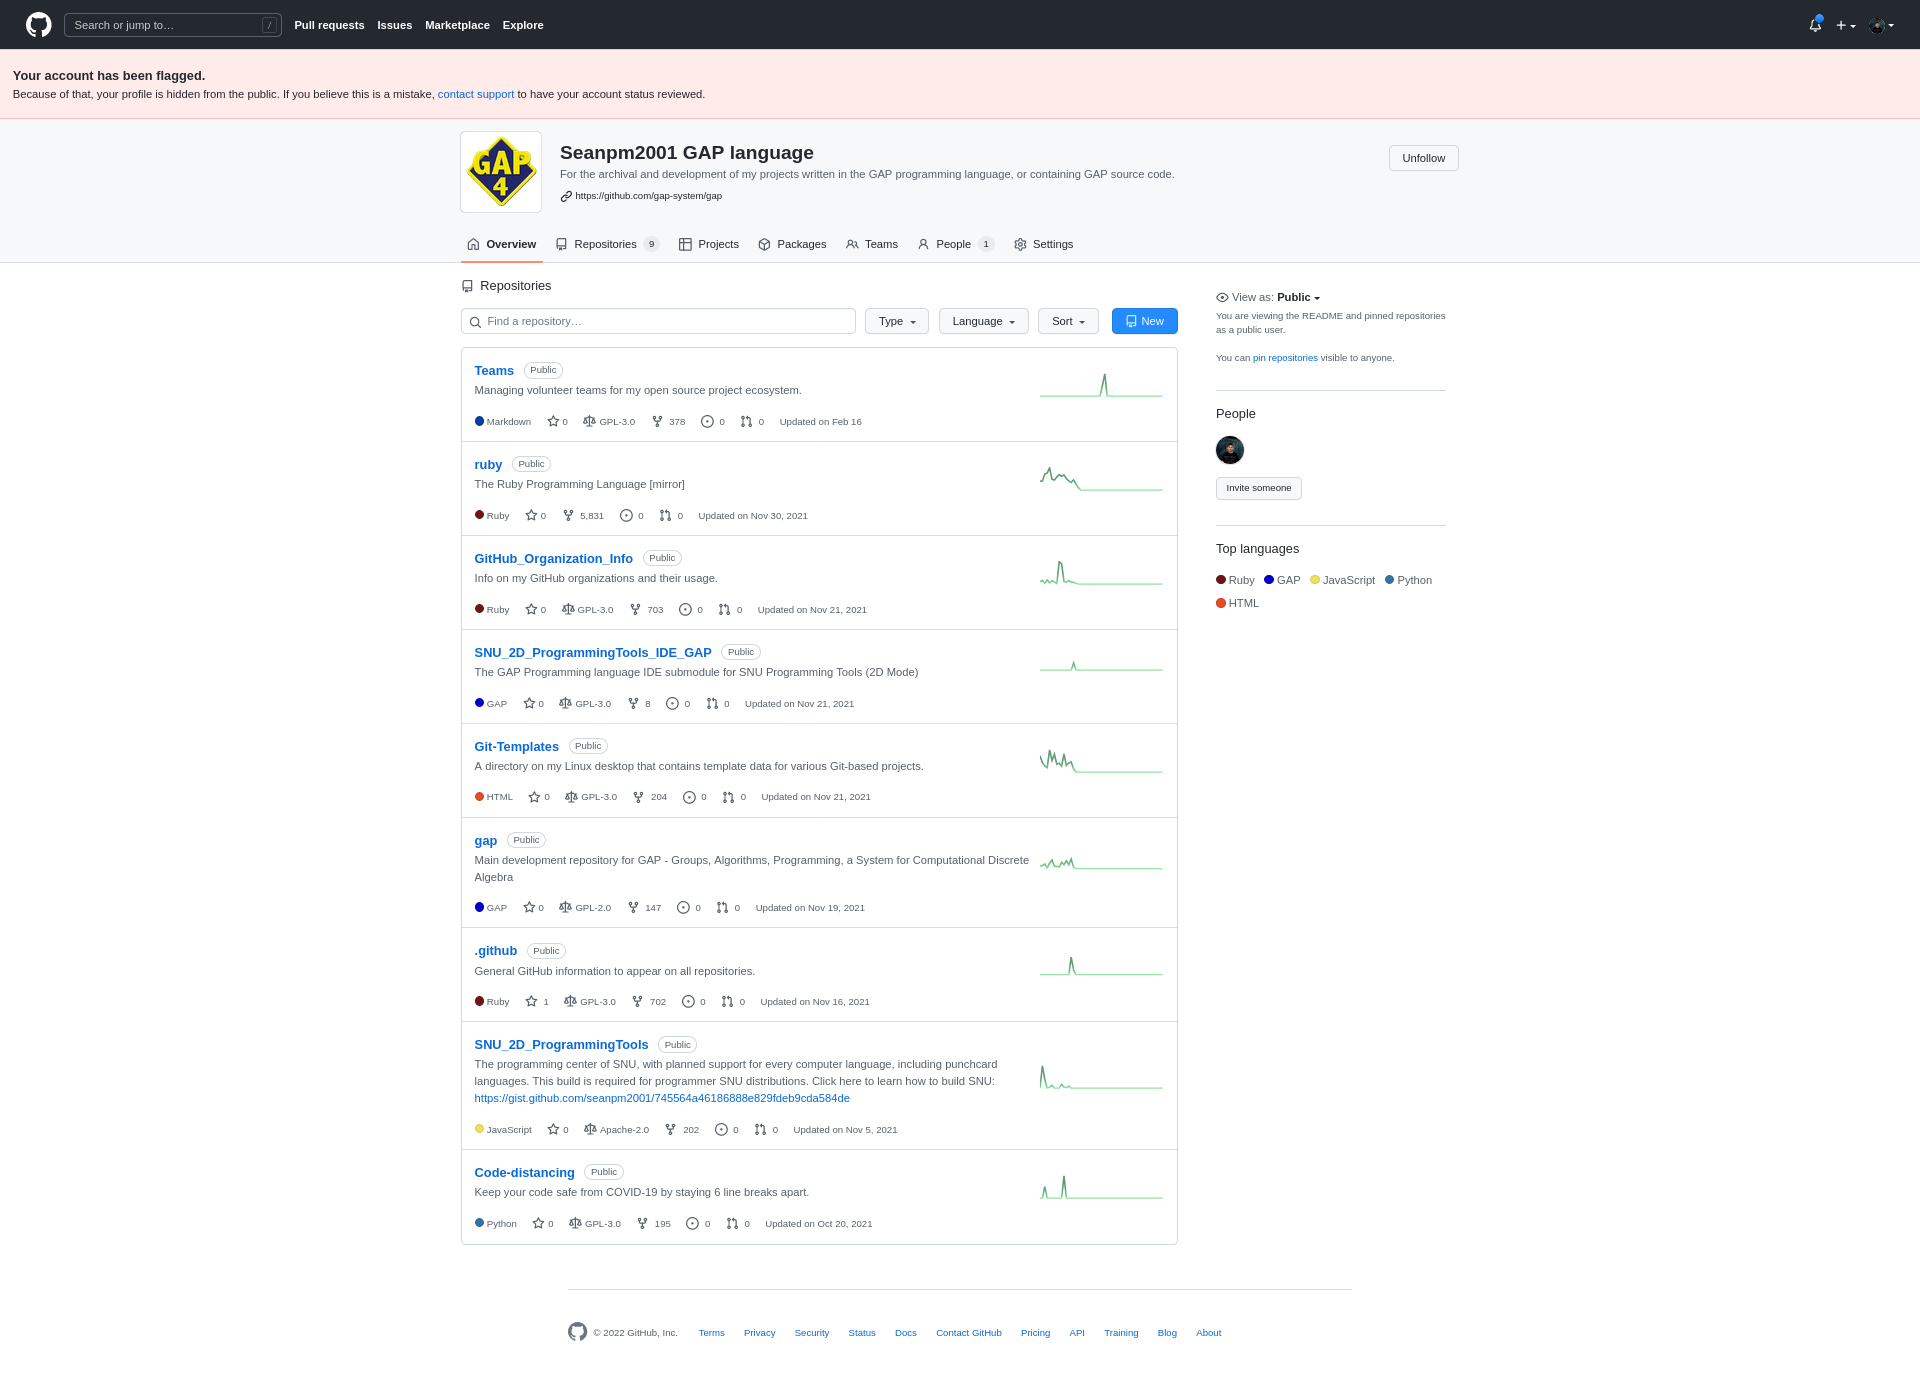 Search or jump to… /
Pull requests Issues Marketplace Explore
Your account has been flagged.
Because of that, your profile is hidden from the public. If you believe this is a mistake, contact support to have your account status reviewed.
GAP
4
Seanpm2001 GAP language
For the archival and development of my projects written in the GAP programming language, or containing GAP source code.
https://github.com/gap-system/gap
Unfollow
Overview Repositories 9 Projects Packages Teams People 1 Settings
Repositories
Find a repository… Type Language Sort New
Teams Public
Managing volunteer teams for my open source project ecosystem.
Markdown 0 GPL-3.0 378 0 0 Updated on Feb 16
ruby Public
The Ruby Programming Language [mirror]
Ruby 0 5,831 0 0 Updated on Nov 30, 2021
GitHub_Organization_Info Public
Info on my GitHub organizations and their usage.
Ruby 0 GPL-3.0 703 0 0 Updated on Nov 21, 2021
SNU_2D_ProgrammingTools_IDE_GAP Public
The GAP Programming language IDE submodule for SNU Programming Tools (2D Mode)
GAP 0 GPL-3.0 8 0 0 Updated on Nov 21, 2021
Git-Templates Public
A directory on my Linux desktop that contains template data for various Git-based projects.
HTML 0 GPL-3.0 204 0 0 Updated on Nov 21, 2021
gap Public
Main development repository for GAP - Groups, Algorithms, Programming, a System for Computational Discrete
Algebra
GAP 0 GPL-2.0 147 0 0 Updated on Nov 19, 2021
.github Public
General GitHub information to appear on all repositories.
Ruby 1 GPL-3.0 702 0 0 Updated on Nov 16, 2021
SNU_2D_ProgrammingTools Public
The programming center of SNU, with planned support for every computer language, including punchcard
languages. This build is required for programmer SNU distributions. Click here to learn how to build SNU:
https://gist.github.com/seanpm2001/745564a46186888e829fdeb9cda584de
JavaScript 0 Apache-2.0 202 0 0 Updated on Nov 5, 2021
Code-distancing Public
Keep your code safe from COVID-19 by staying 6 line breaks apart.
Python 0 GPL-3.0 195 0 0 Updated on Oct 20, 2021
View as: Public
You are viewing the README and pinned repositories
as a public user.
You can pin repositories visible to anyone.
People
Invite someone
Top languages
Ruby GAP JavaScript Python
HTML
© 2022 GitHub, Inc. Terms Privacy Security Status Docs Contact GitHub Pricing API Training Blog About